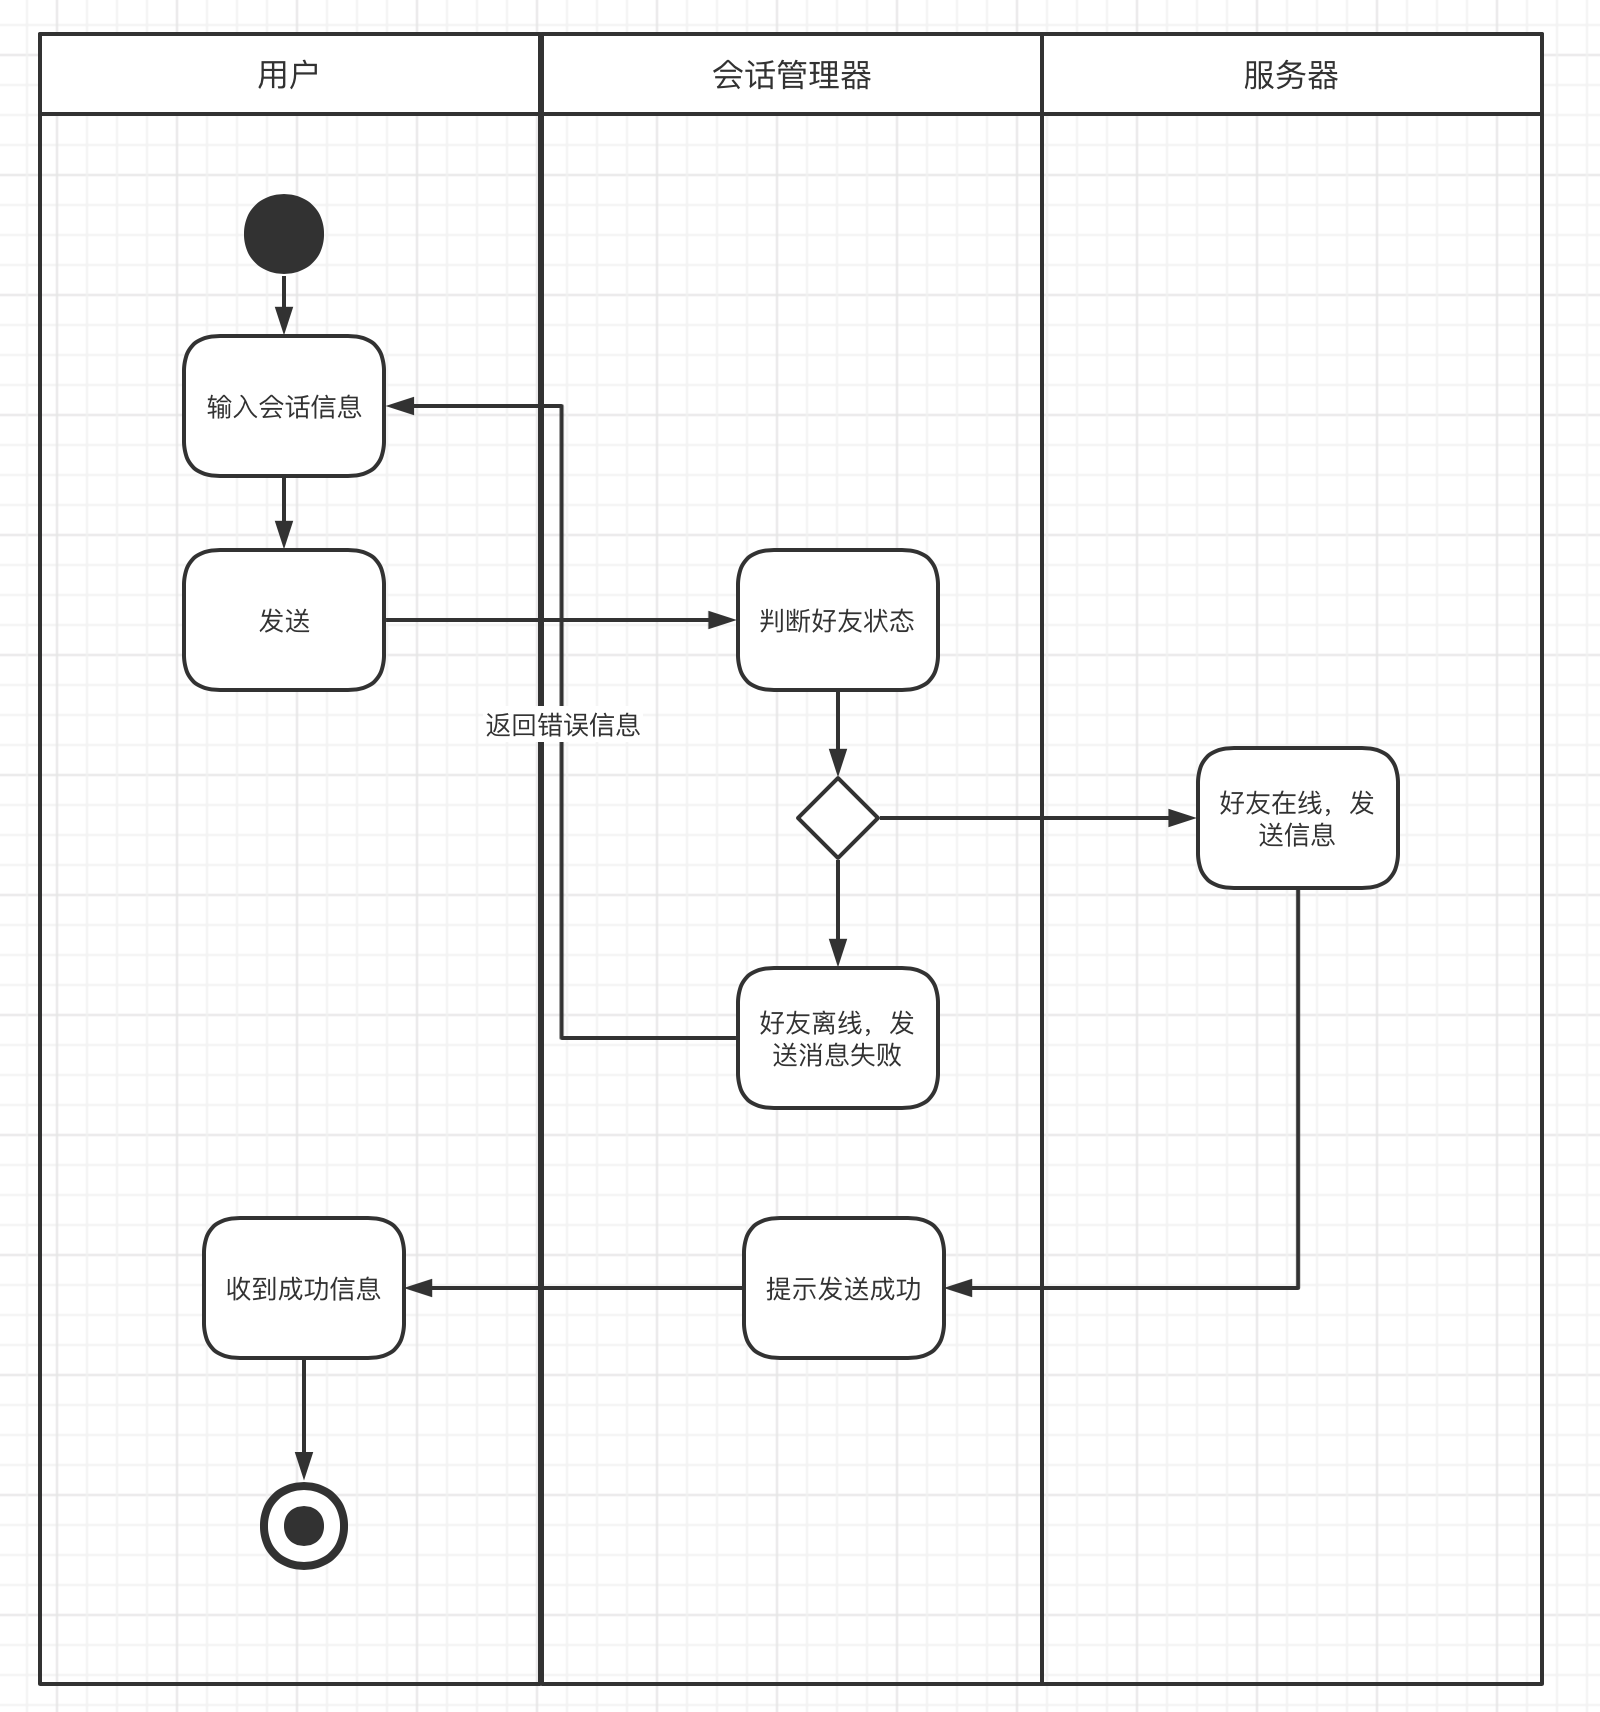 用户
会话管理器
服务器
输入会话信息
发送
判断好友状态
返回错误信息
好友在线，发
送信息
好友离线，发
送消息失败
收到成功信息
提示发送成功